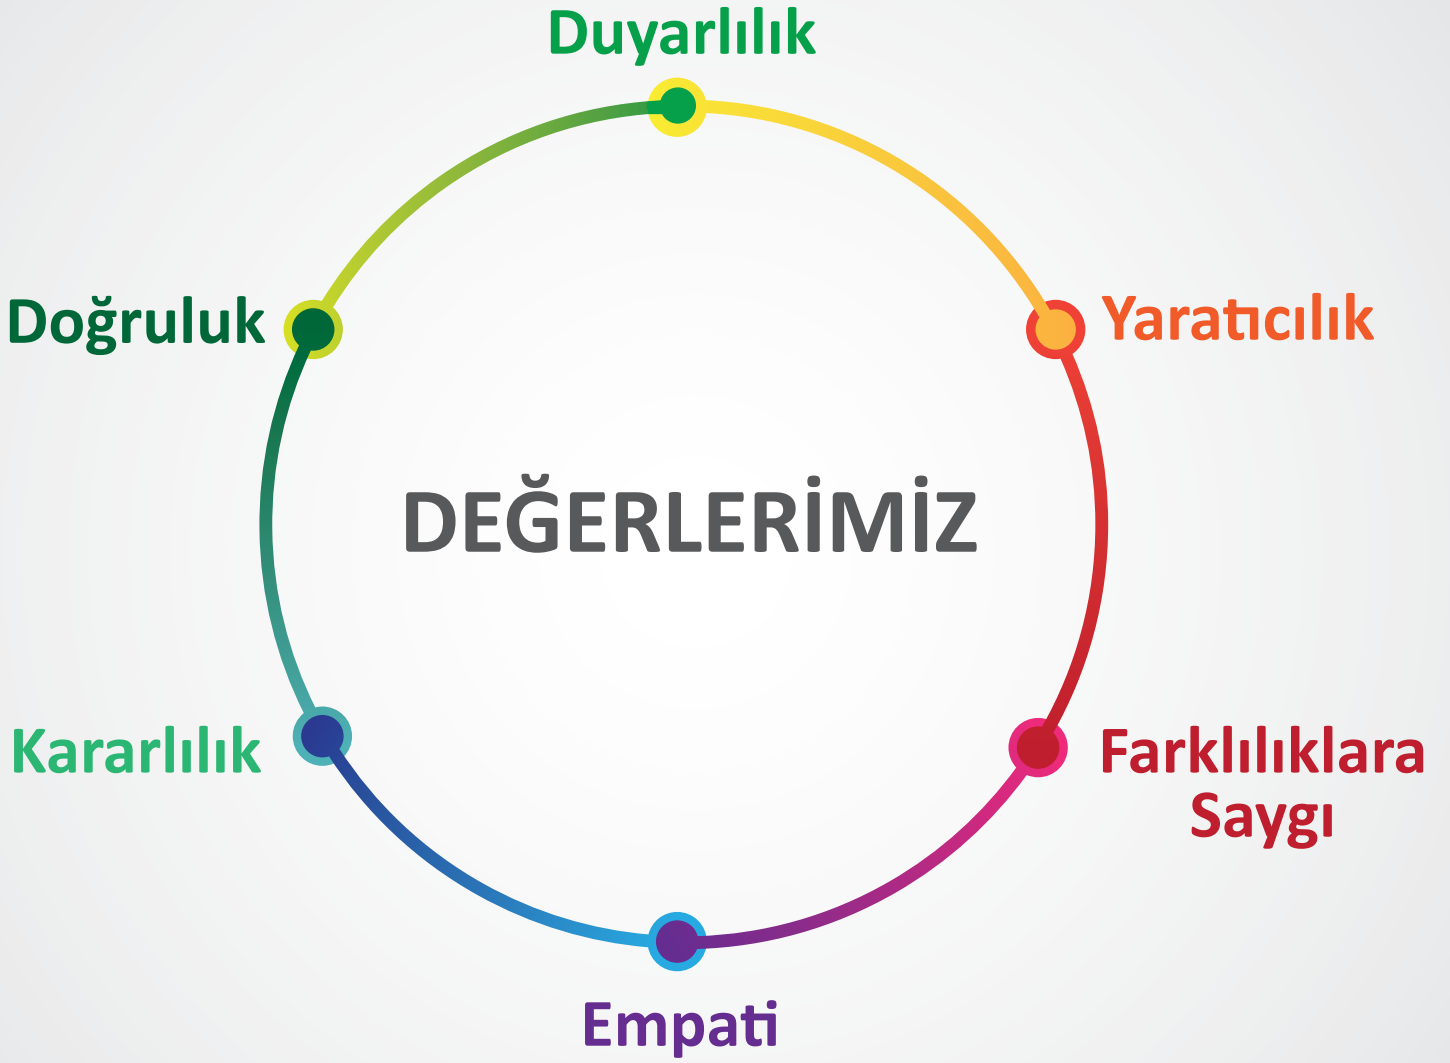 Duyarlılık
Doğruluk
Yaratıcılık
DEĞERLERİMİZ
Kararlılık
Farklılıklara
Saygı
Empati